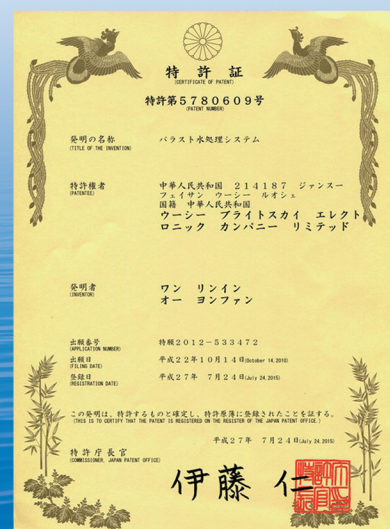 特許証
(CERTIFICATE OF PATENT)
特許第5780609号
(PATENT NUMBER)
発明の名称
(TITLE OF THE INVENTION)
バラスト水処理システム
特許権者
(PATENTEE)
中華人民共和国 214187 ジャンスー
フェイサン ウーシー ルオシェ
国籍 中華人民共和国
ウーシー ブライトスカイ エレクト
ロニック カンパニー リミテッド
発明者
(INVENTOR)
ワン リンイン
オー ヨンファン
出願番号
(APPLICATION NUMBER)
特願2012-533472
出願日
(FILING DATE)
平成22年10月14日(October 14,2010)
登録日
(REGISTRATION DATE)
平成27年 7月24日(July 24,2015)
この発明は、特許するものと確定し、特許原簿に登録されたことを証する。
(THIS IS TO CERTIFY THAT THE PATENT IS REGISTERED ON THE REGISTER OF THE JAPAN PATENT OFFICE.)
平成27年 7月24日(July 24,2015)
特許庁長官
(COMMISSIONER, JAPAN PATENT OFFICE)
伊藤 仁